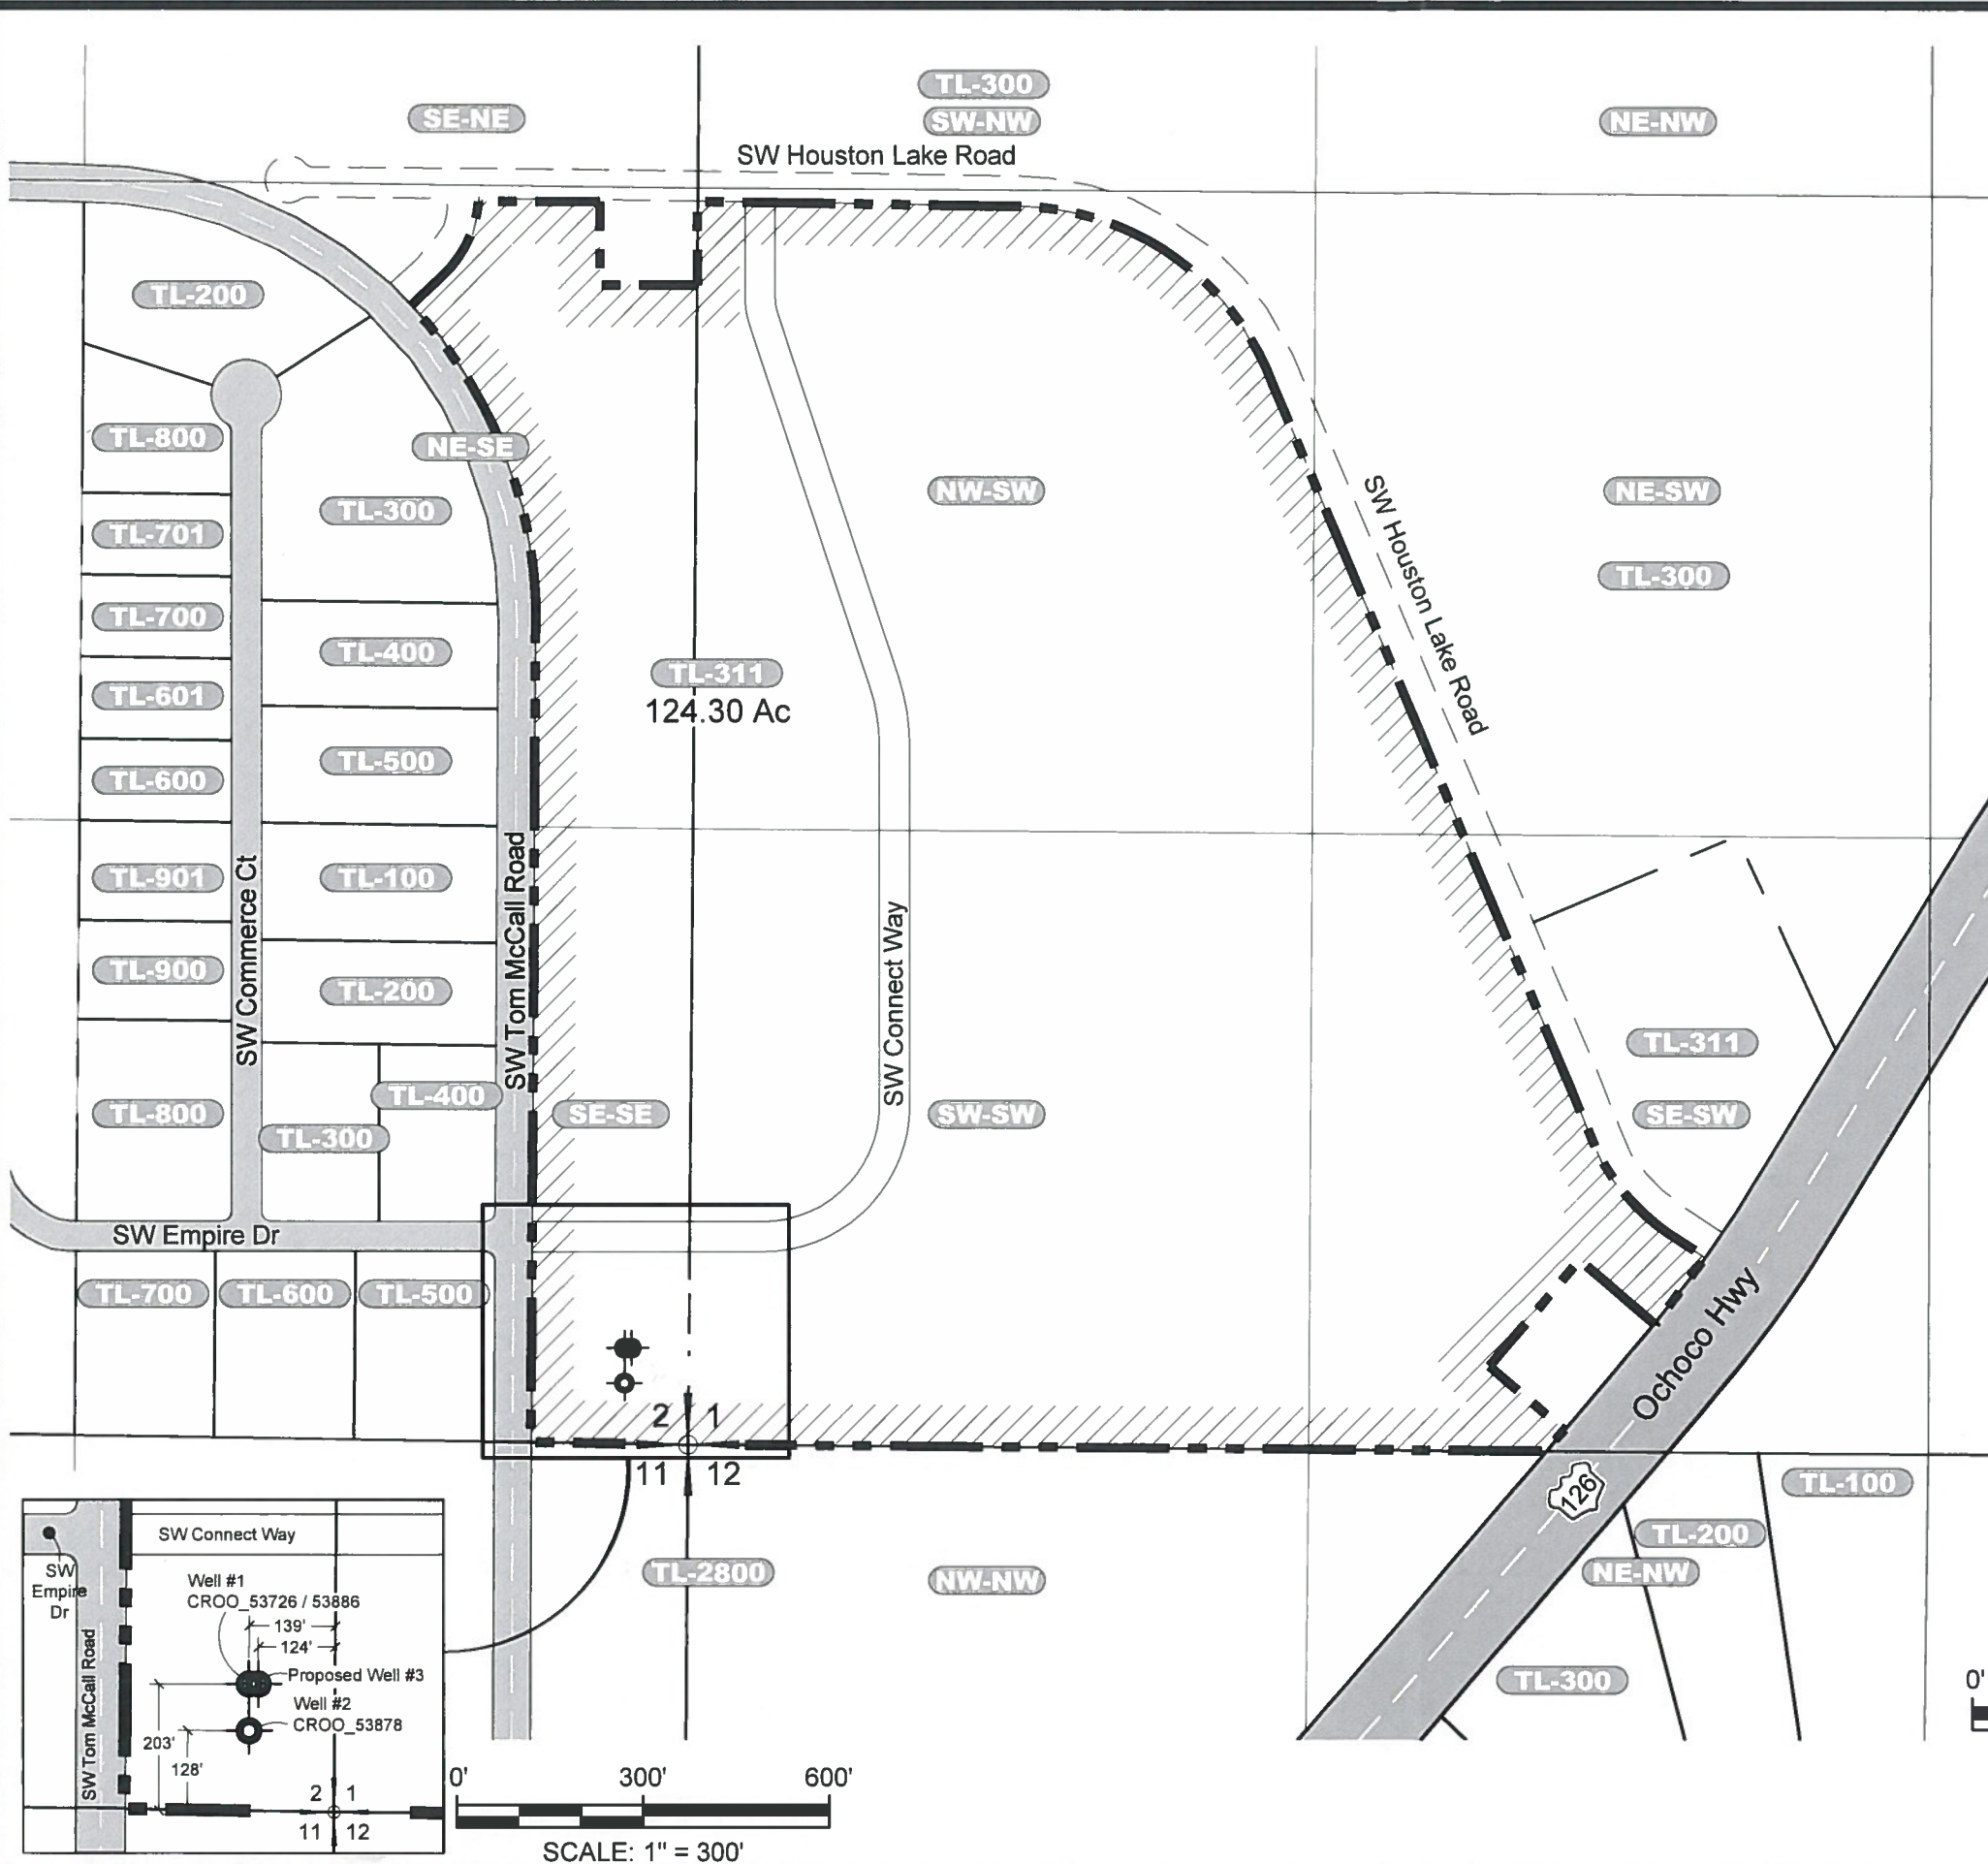 TL-300
SE-NE
SW-NW
NE-NW
SW Houston Lake Road
TL-200
TL-800
NE-SE
TL-300
NW-SW
NE-SW
SW Houston Lake Road
TL-701
TL-300
TL-700
TL-400
TL-311
124.30 Ac
TL-601
TL-500
TL-600
TL-901
TL-100
SW Commerce Ct
SW Tom McCall Road
SW Connect Way
TL-900
TL-200
TL-311
TL-400
TL-800
TL-300
SE-SE
SW-SW
SE-SW
SW Empire Dr
TL-700
TL-600
TL-500
Ochoco Hwy
2 1
11 12
126
TL-100
TL-200
NE-NW
TL-2800
NW-NW
TL-300
SW Connect Way
SW
Empire
Dr
Well #1
CROO_53726 / 53886
139'
124'
Proposed Well #3
Well #2
CROO_53878
SW Tom McCall Road
203'
128'
2 1
11 12
0' 300' 600'
SCALE: 1" = 300'
0'